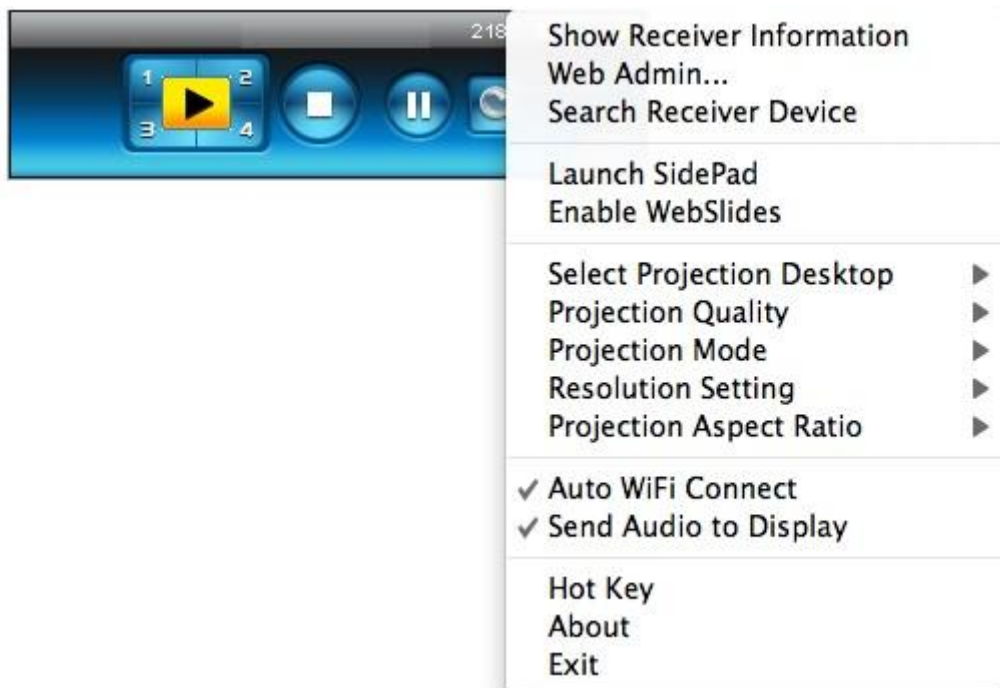 218
1 2
3 4
Show Receiver Information
Web Admin...
Search Receiver Device
Launch SidePad
Enable WebSlides
Select Projection Desktop
Projection Quality
Projection Mode
Resolution Setting
Projection Aspect Ratio
Auto WiFi Connect
Send Audio to Display
Hot Key
About
Exit